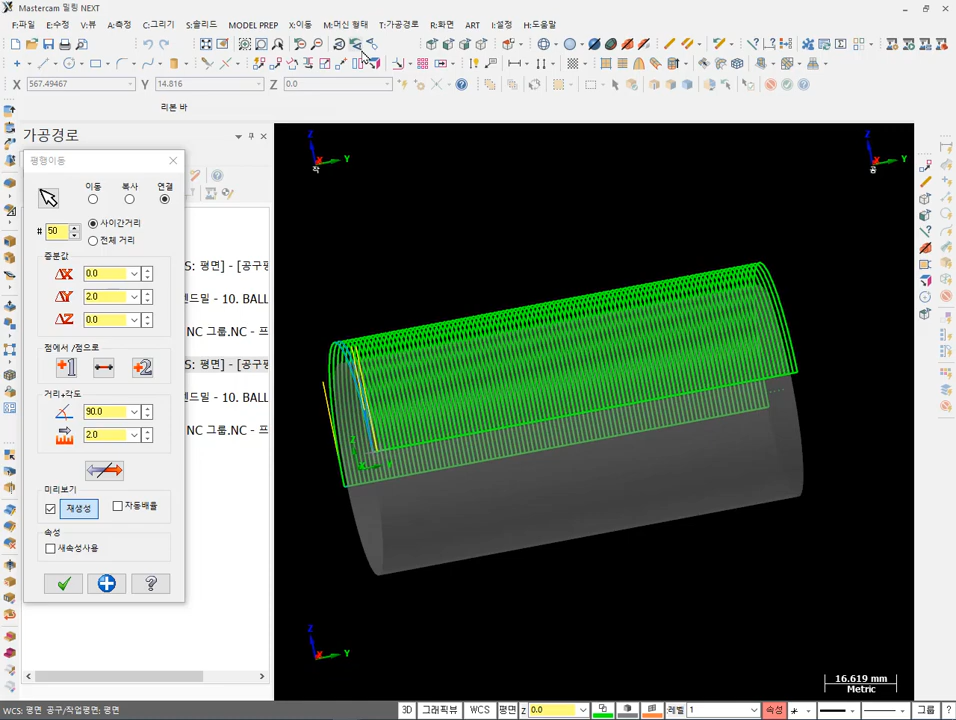 Mastercam 밀링 NEXT
F:파일 E:수정 V:뷰 A:측정 C:그리기 S:솔리드 MODEL PREP X:이동 M:머신 형태 T:가공경로 R:화면 ART I:설정 H:도움말
X 567.49467 Y 14.816 Z 0.0
리본 바
가공경로
평행이동
이동 복사 연결
# 50 사이간거리
전체 거리
증분값
ΔX 0.0
ΔY 2.0
ΔZ 0.0
점에서 /점으로
+1 +2
거리+각도
90.0
2.0
미리보기
재생성 자동배율
속성
새속성사용
S: 평면] - [공구평
엔드밀 - 10. BALL
NC 그룹.NC - 프
S: 평면] - [공구평
엔드밀 - 10. BALL
NC 그룹.NC - 프
Z Y X 작
Z Y X 공
Z Y X
Z Y X
16.619 mm
Metric
WCS: 평면 공구/작업평면: 평면
3D 그래픽뷰 WCS 평면 Z 0.0 레벨 1 속성 그룹 ?